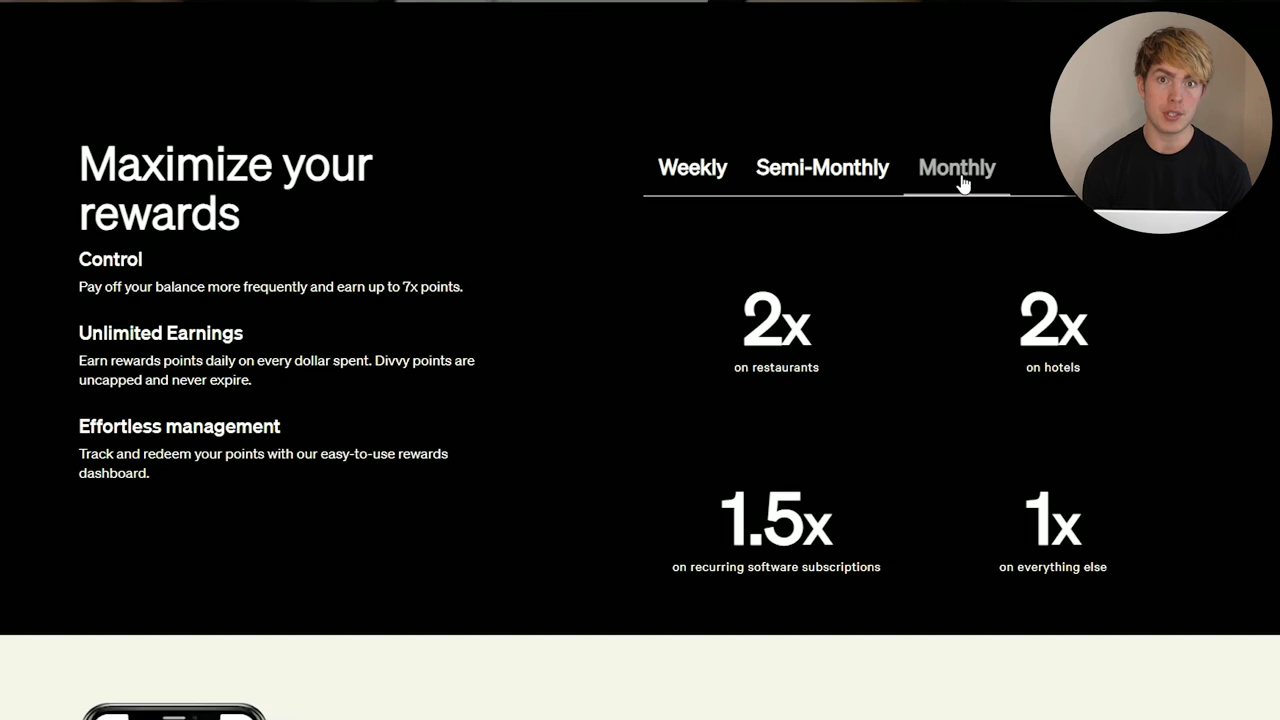 Maximize your
rewards
Control
Pay off your balance more frequently and earn up to 7x points.
Unlimited Earnings
Earn rewards points daily on every dollar spent. Divvy points are
uncapped and never expire.
Effortless management
Track and redeem your points with our easy-to-use rewards
dashboard.
Weekly Semi-Monthly Monthly
2x 2x
on restaurants on hotels
1.5x 1x
on recurring software subscriptions on everything else